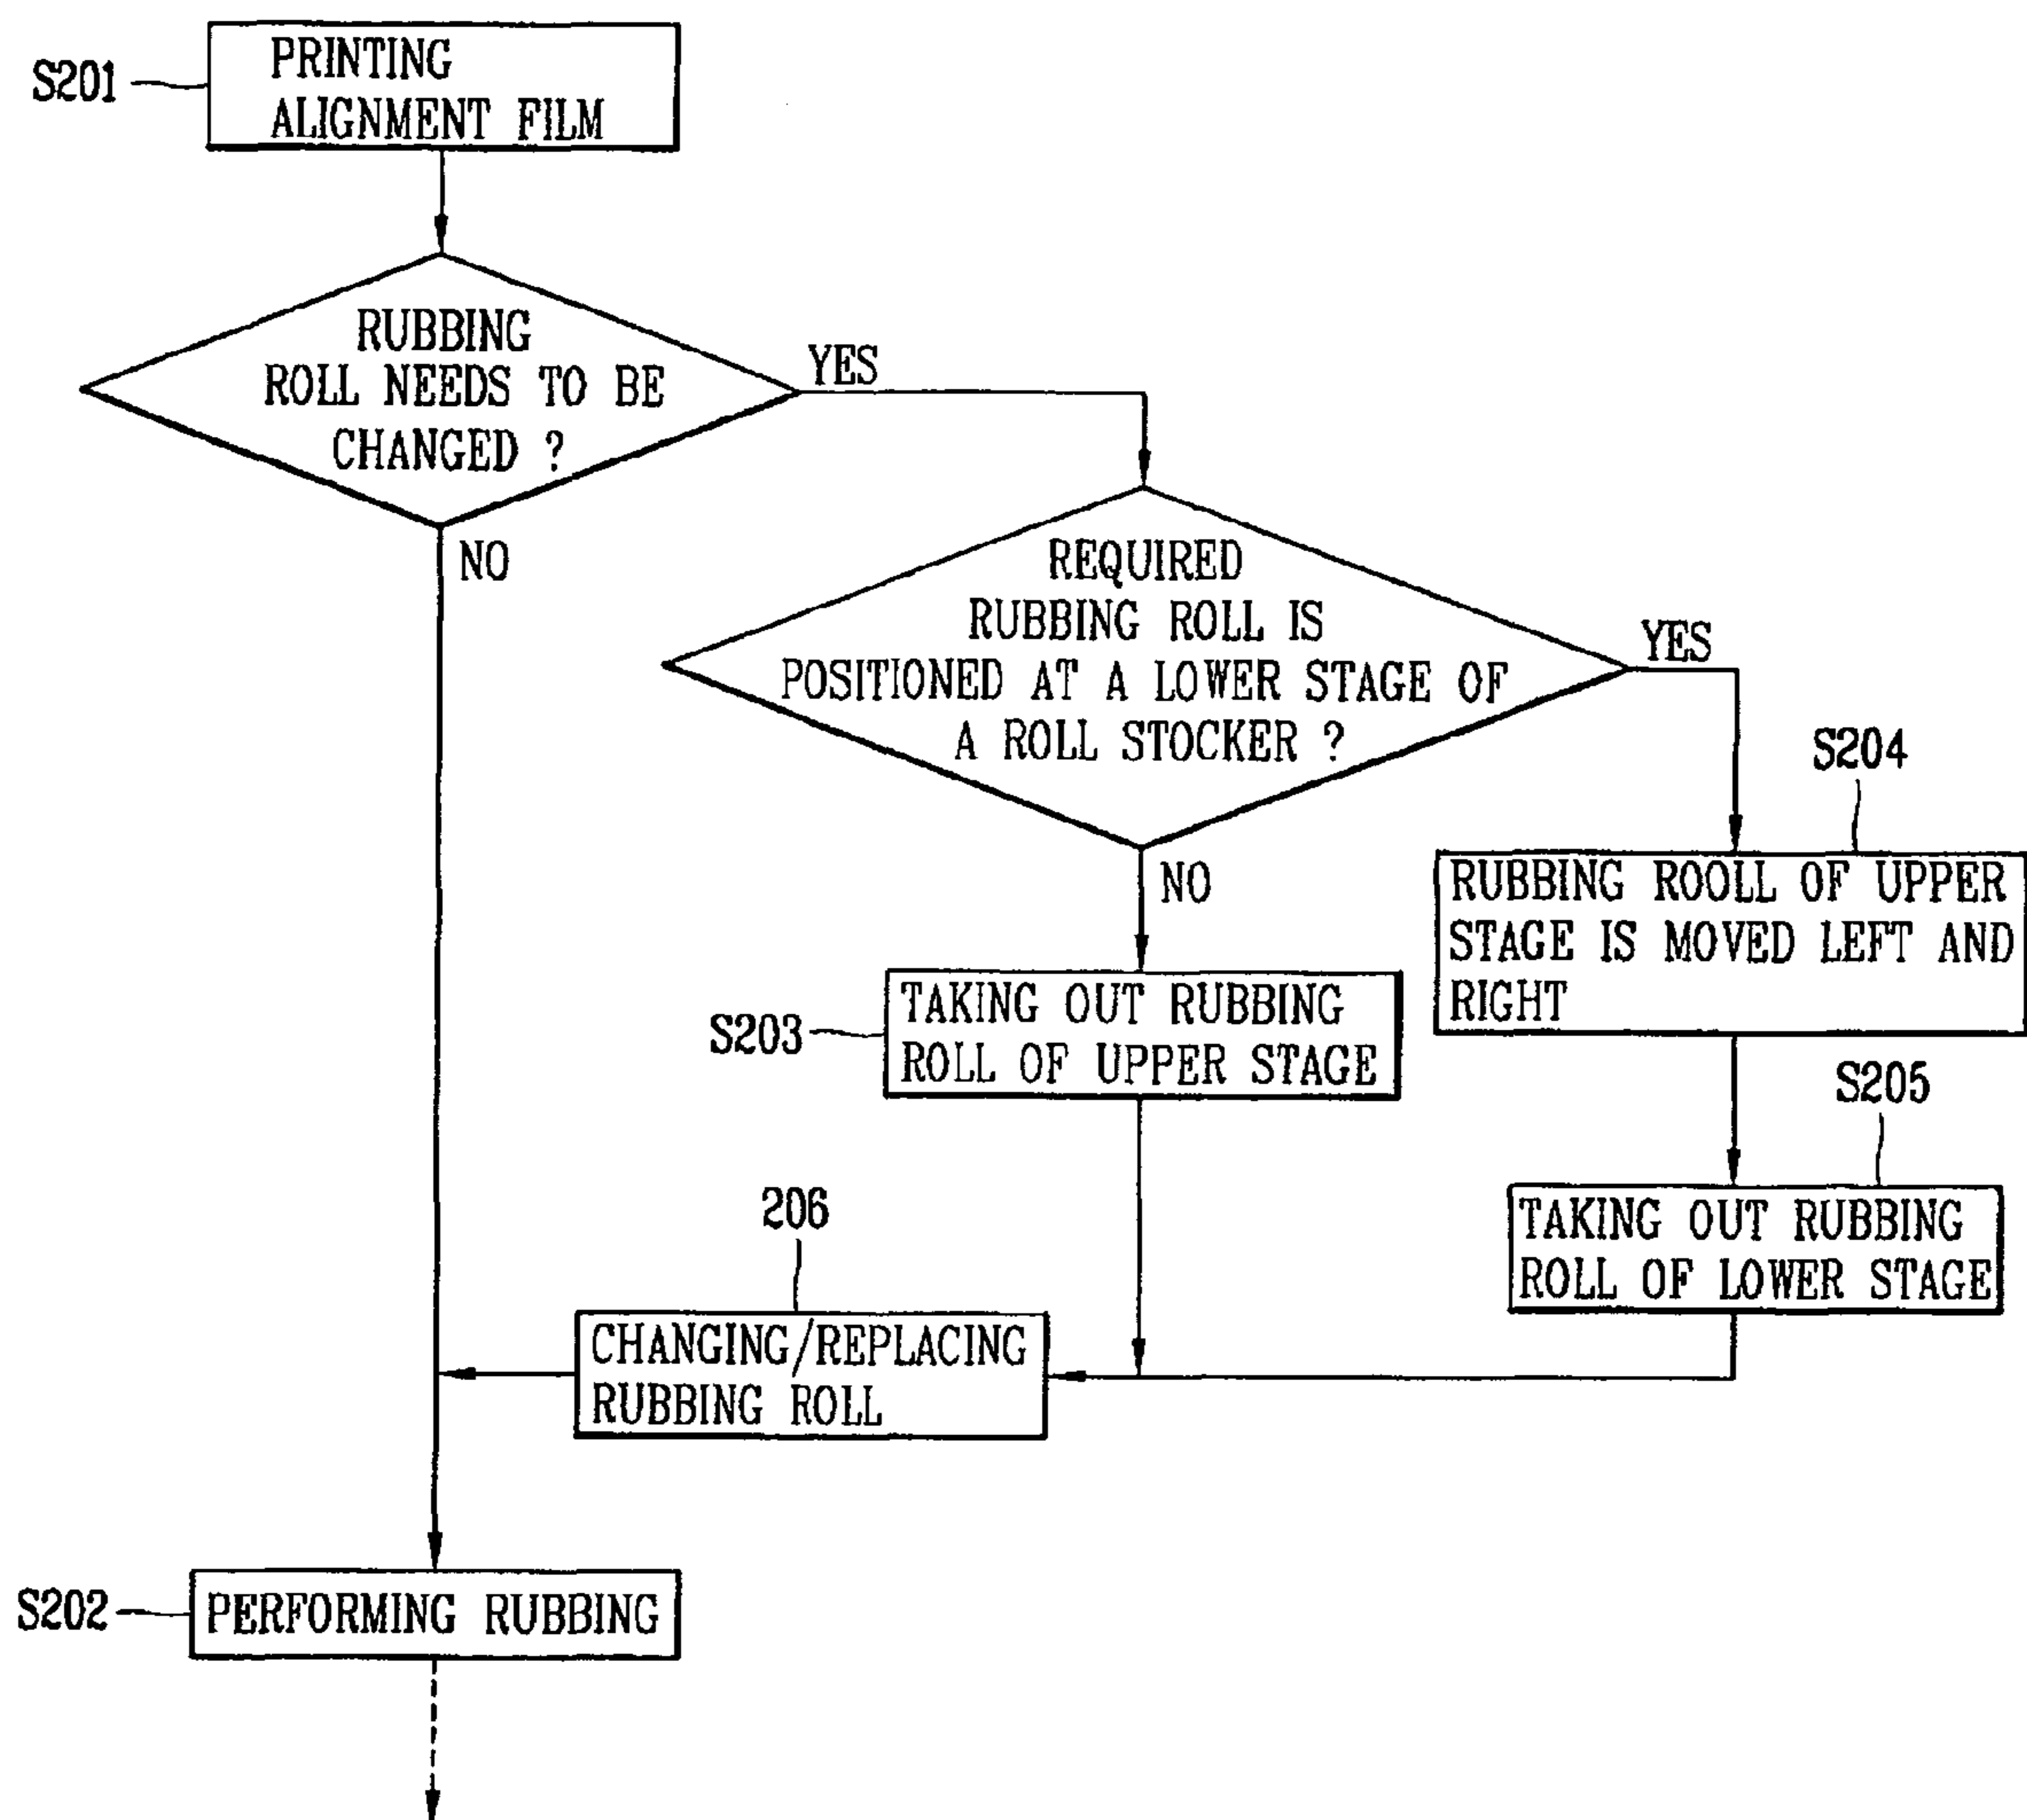 S201
PRINTING
ALIGNMENT FILM
RUBBING
ROLL NEEDS TO BE
CHANGED ?
YES
NO
REQUIRED
RUBBING ROLL IS
POSITIONED AT A LOWER STAGE OF
A ROLL STOCKER ?
YES
NO
S204
RUBBING ROOLL OF UPPER
STAGE IS MOVED LEFT AND
RIGHT
S203
TAKING OUT RUBBING
ROLL OF UPPER STAGE
S205
TAKING OUT RUBBING
ROLL OF LOWER STAGE
206
CHANGING/REPLACING
RUBBING ROLL
S202
PERFORMING RUBBING